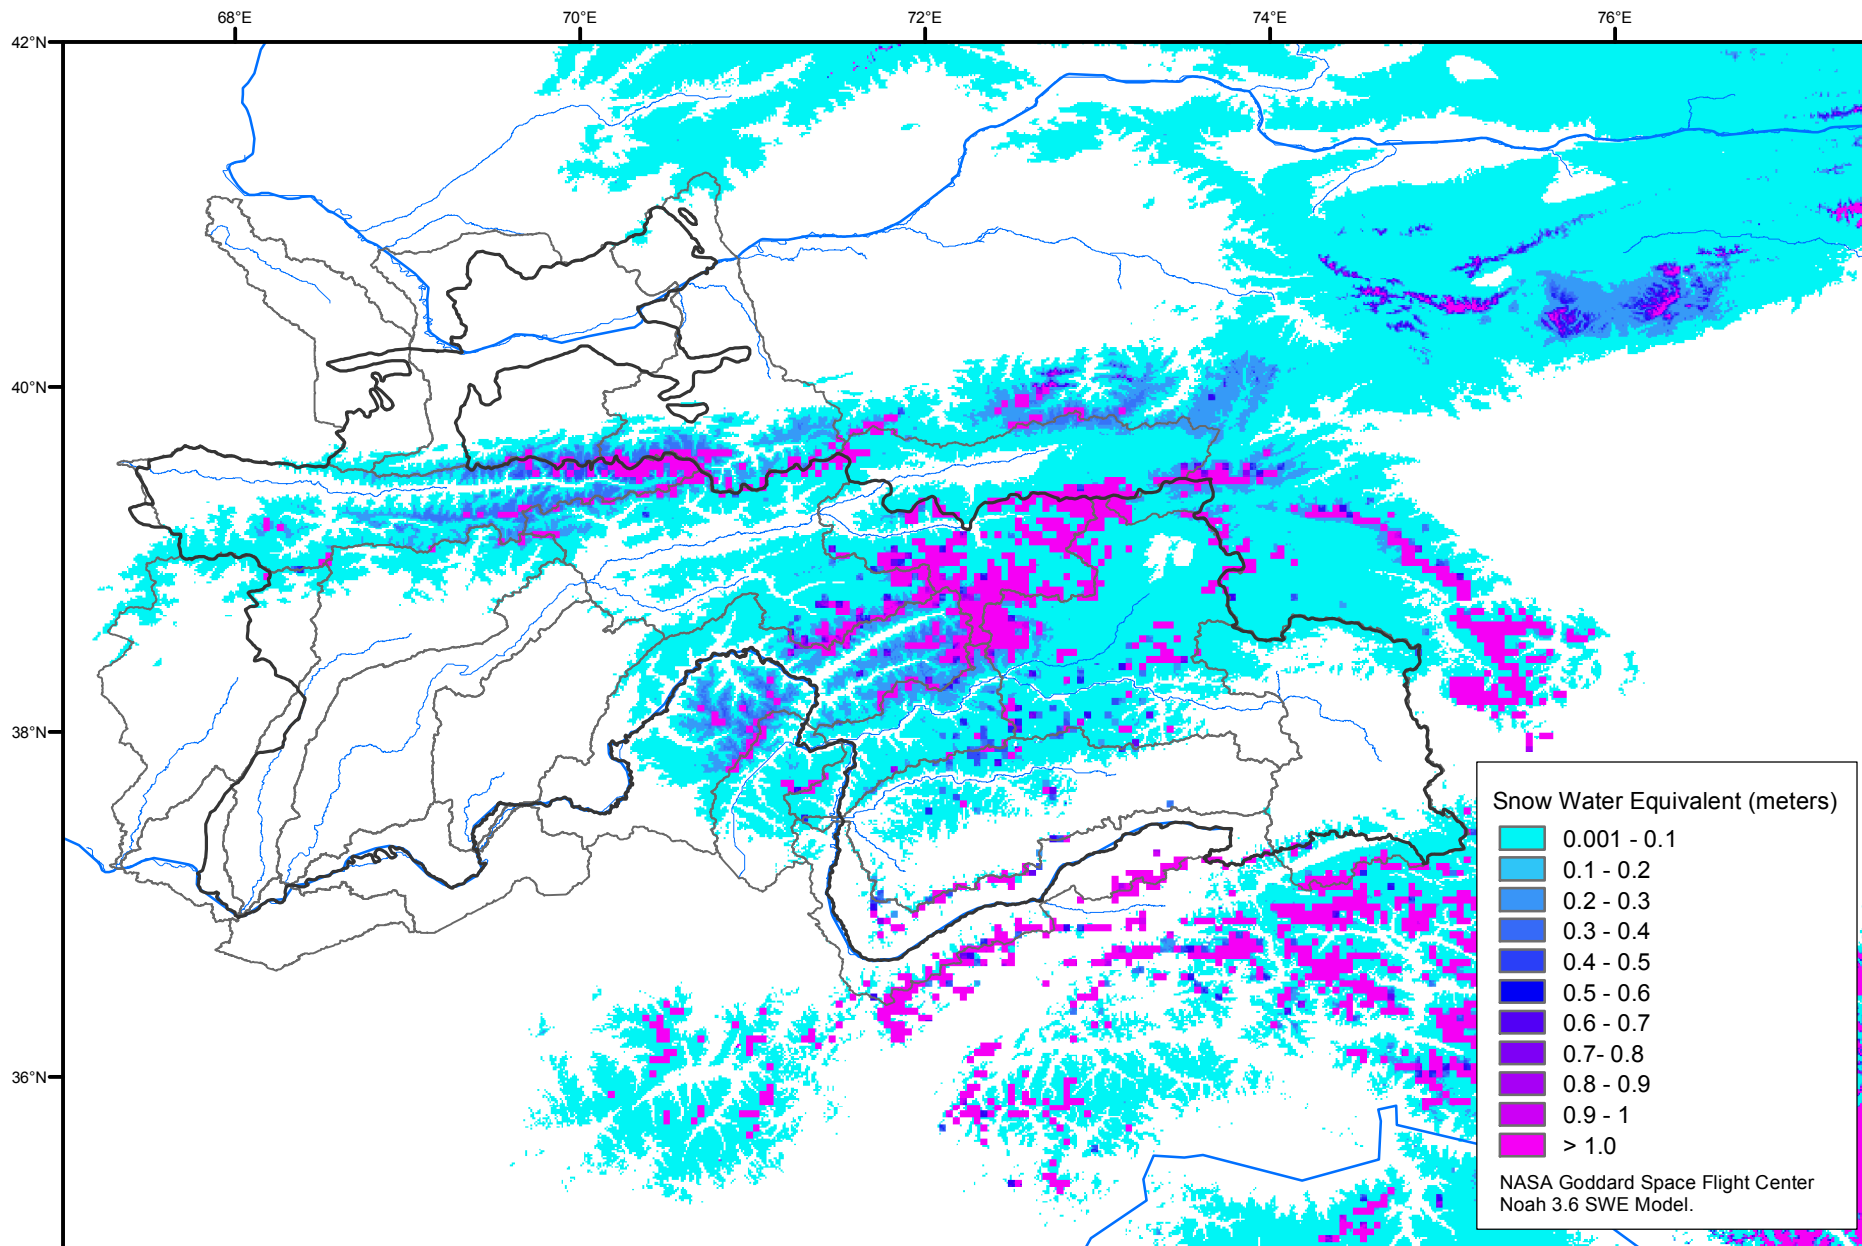 68°E
70°E
72°E
74°E
76°E
42°N
40°N
38°N
36°N
Snow Water Equivalent (meters)
0.001 - 0.1
0.1 - 0.2
0.2 - 0.3
0.3 - 0.4
0.4 - 0.5
0.5 - 0.6
0.6 - 0.7
0.7- 0.8
0.8 - 0.9
0.9 - 1
> 1.0
NASA Goddard Space Flight Center
Noah 3.6 SWE Model.